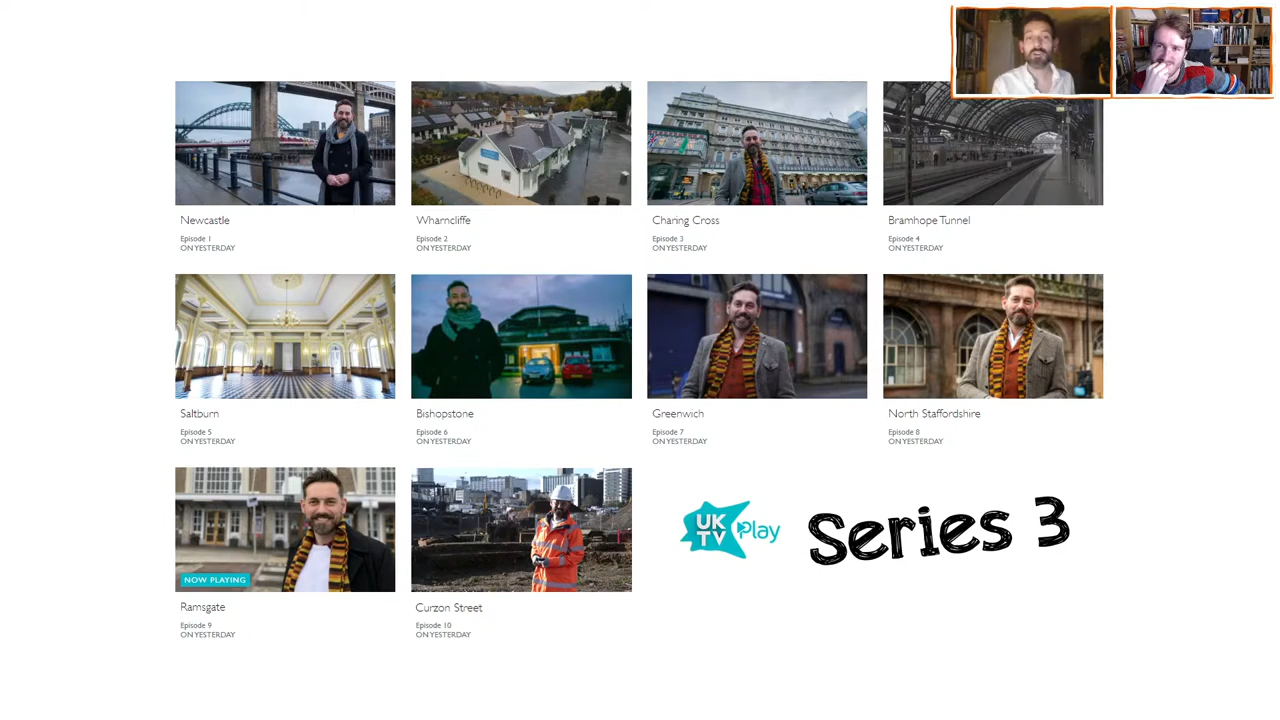 Newcastle
Episode 1
ON YESTERDAY
Wharncliffe
Episode 2
ON YESTERDAY
Charing Cross
Episode 3
ON YESTERDAY
Bramhope Tunnel
Episode 4
ON YESTERDAY
Saltburn
Episode 5
ON YESTERDAY
Bishopstone
Episode 6
ON YESTERDAY
Greenwich
Episode 7
ON YESTERDAY
North Staffordshire
Episode 8
ON YESTERDAY
NOW PLAYING
Ramsgate
Episode 9
ON YESTERDAY
Curzon Street
Episode 10
ON YESTERDAY
UK
TV Play
Series 3